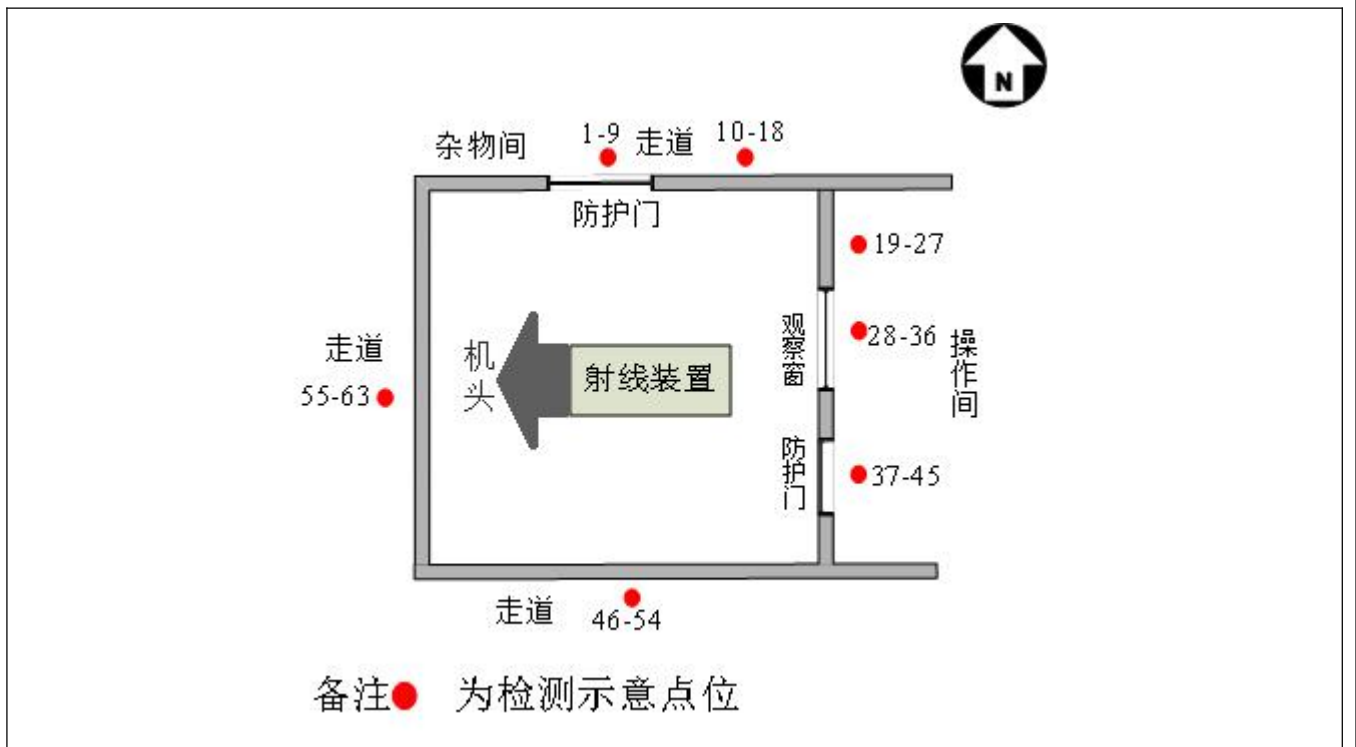 N
杂物间 1-9 走道 10-18
防护门
19-27
观察窗
28-36
操作间
走道
55-63
机头
射线装置
防护门
37-45
走道
46-54
备注 为检测示意点位